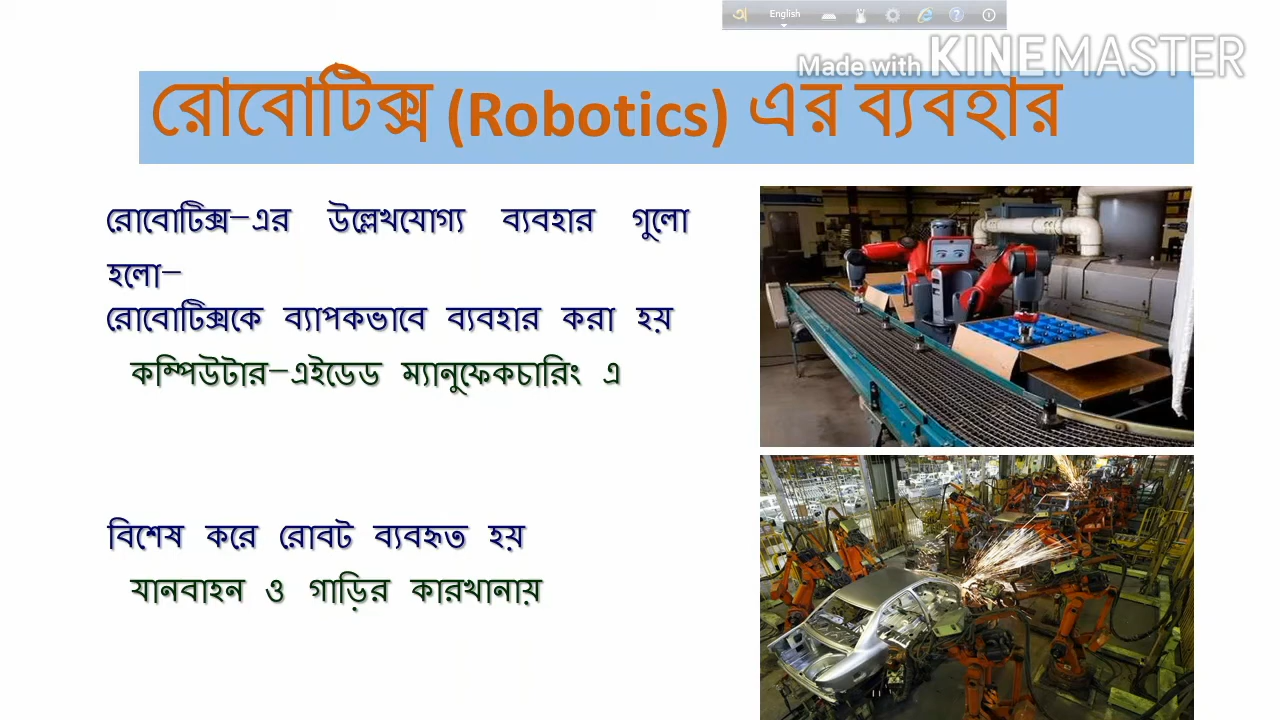 English
Made with KINEMASTER
রোবোটিক্স (Robotics) এর ব্যবহার
রোবোটিক্স-এর উল্লেখযোগ্য ব্যবহার গুলো
হলো-
রোবোটিক্সকে ব্যাপকভাবে ব্যবহার করা হয়
কম্পিউটার-এইডেড ম্যানুফেকচারিং এ
বিশেষ করে রোবট ব্যবহৃত হয়
যানবাহন ও গাড়ির কারখানায়